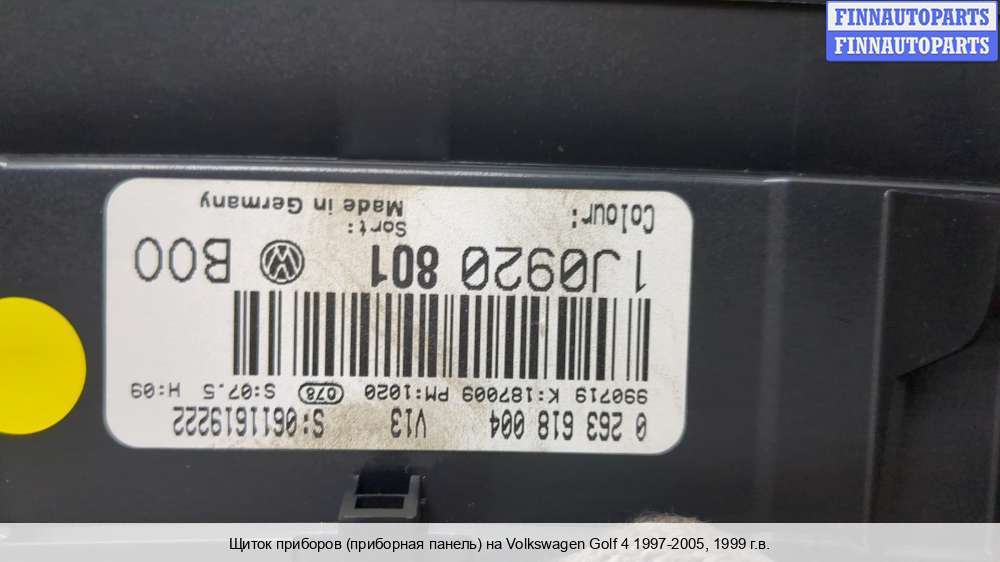 FINNAUTOPARTS
FINNAUTOPARTS
0 263 618 004 V13 S:0611619222
990719 K:187009 PM:1020 078 S:07.5 H:09
1J0920 801 B00
Colour: Sort:
Made in Germany
Щиток приборов (приборная панель) на Volkswagen Golf 4 1997-2005, 1999 г.в.